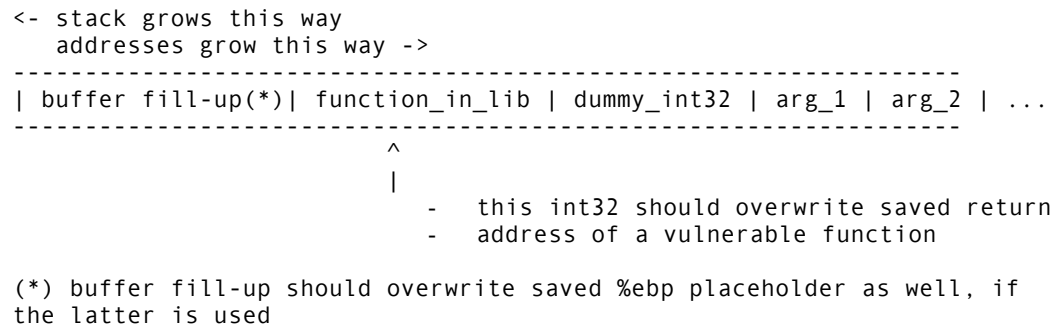 <- stack grows this way
   addresses grow this way ->
------------------------------------------------------------------
| buffer fill-up(*)| function_in_lib | dummy_int32 | arg_1 | arg_2 | ...
------------------------------------------------------------------
                          ^
                          |
                             -   this int32 should overwrite saved return
                             -   address of a vulnerable function
(*) buffer fill-up should overwrite saved %ebp placeholder as well, if
the latter is used